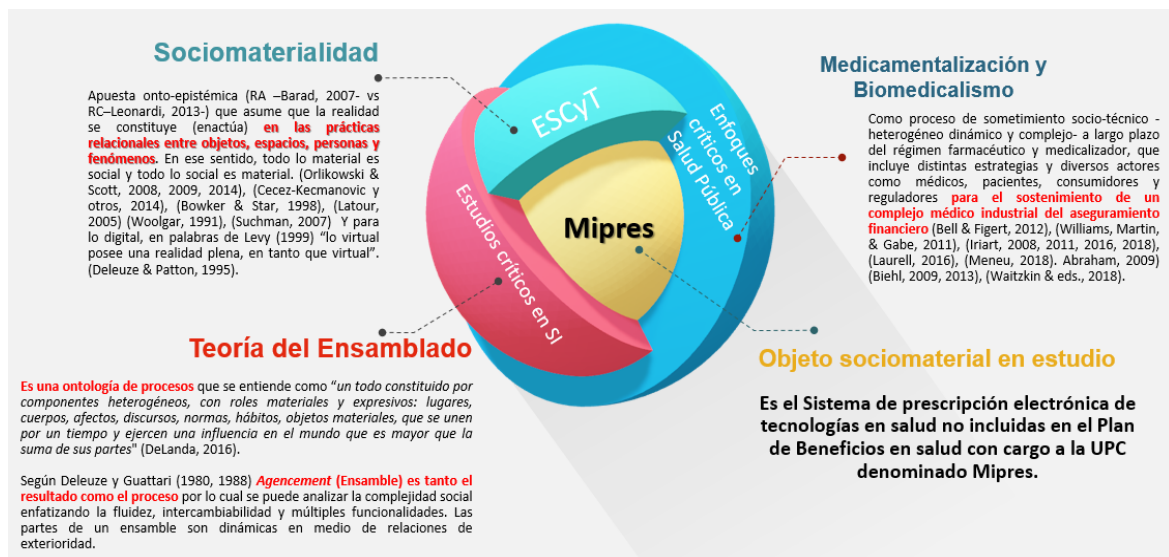 Sociomaterialidad
Apuesta onto-epistémica (RA –Barad, 2007- vs
RC–Leonardi, 2013-) que asume que la realidad
se constituye (enactúa) en las prácticas
relacionales entre objetos, espacios, personas y
fenómenos. En ese sentido, todo lo material es
social y todo lo social es material. (Orlikowski &
Scott, 2008, 2009, 2014), (Cecez-Kecmanovic y
otros, 2014), (Bowker & Star, 1998), (Latour,
2005) (Woolgar, 1991), (Suchman, 2007) Y para
lo digital, en palabras de Levy (1999) “lo virtual
posee una realidad plena, en tanto que virtual”.
(Deleuze & Patton, 1995).
ESCyT
Enfoques
críticos en
Salud Pública
Estudios críticos en SI
Mipres
Medicamentalización y
Biomedicalismo
Como proceso de sometimiento socio-técnico -
heterogéneo dinámico y complejo- a largo plazo
del régimen farmacéutico y medicalizador, que
incluye distintas estrategias y diversos actores
como médicos, pacientes, consumidores y
reguladores para el sostenimiento de un
complejo médico industrial del aseguramiento
financiero (Bell & Figert, 2012), (Williams, Martin,
& Gabe, 2011), (Iriart, 2008, 2011, 2016, 2018),
(Laurell, 2016), (Meneu, 2018). Abraham, 2009)
(Biehl, 2009, 2013), (Waitzkin & eds., 2018).
Teoría del Ensamblado
Es una ontología de procesos que se entiende como “un todo constituido por
componentes heterogéneos, con roles materiales y expresivos: lugares,
cuerpos, afectos, discursos, normas, hábitos, objetos materiales, que se unen
por un tiempo y ejercen una influencia en el mundo que es mayor que la
suma de sus partes" (DeLanda, 2016).
Según Deleuze y Guattari (1980, 1988) Agencement (Ensamble) es tanto el
resultado como el proceso por lo cual se puede analizar la complejidad social
enfatizando la fluidez, intercambiabilidad y múltiples funcionalidades. Las
partes de un ensamble son dinámicas en medio de relaciones de
exterioridad.
Objeto sociomaterial en estudio
Es el Sistema de prescripción electrónica de
tecnologías en salud no incluidas en el Plan
de Beneficios en salud con cargo a la UPC
denominado Mipres.